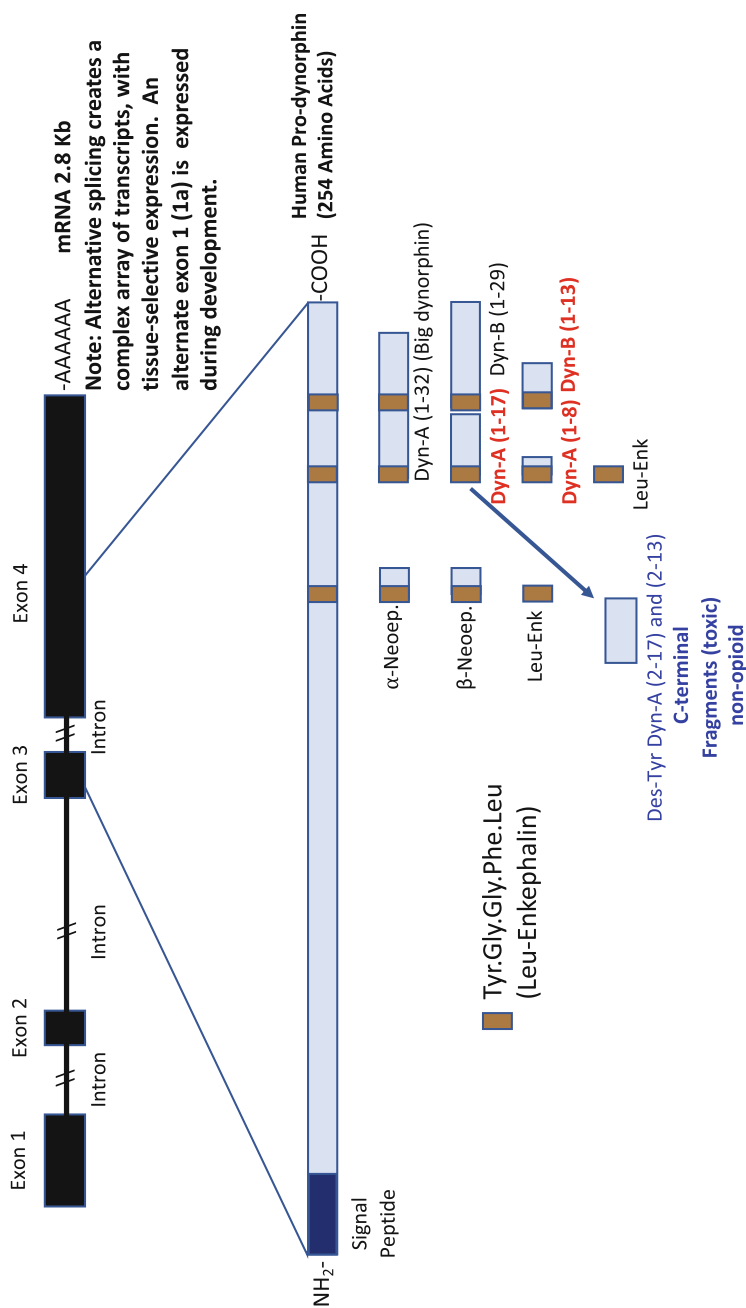 Exon 1
Exon 2
Exon 3
Exon 4
Intron
Intron
Intron
-AAAAAA mRNA 2.8 Kb
Note: Alternative splicing creates a
complex array of transcripts, with
tissue-selective expression. An
alternate exon 1 (1a) is expressed
during development.
NH2-
-COOH
Human Pro-dynorphin
(254 Amino Acids)
Signal
Peptide
α-Neoep.
Dyn-A (1-32) (Big dynorphin)
β-Neoep.
Dyn-A (1-17)
Dyn-B (1-29)
Leu-Enk
Dyn-A (1-8)
Dyn-B (1-13)
Leu-Enk
Tyr.Gly.Gly.Phe.Leu
(Leu-Enkephalin)
Des-Tyr Dyn-A (2-17) and (2-13)
C-terminal
Fragments (toxic)
non-opioid